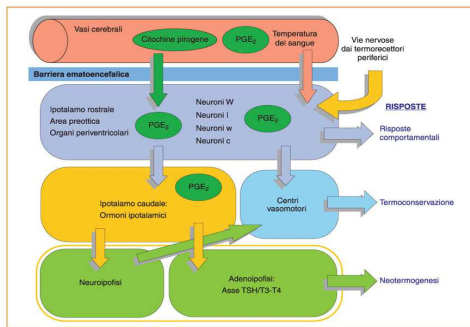 Vasi cerebrali
Citochine pirogene
PGE₂
Temperatura
del sangue
Vie nervose
dai termorecettori
periferici
Barriera ematoencefalica
Ipotalamo rostrale
Area preottica
Organi periventricolari
PGE₂
Neuroni W
Neuroni I
Neuroni w
Neuroni c
PGE₂
RISPOSTE
Risposte
comportamentali
PGE₂
Ipotalamo caudale:
Ormoni ipotalamici
Centri
vasomotori
Termoconservazione
Neuroipofisi
Adenoipofisi:
Asse TSH/T3-T4
Neotermogenesi